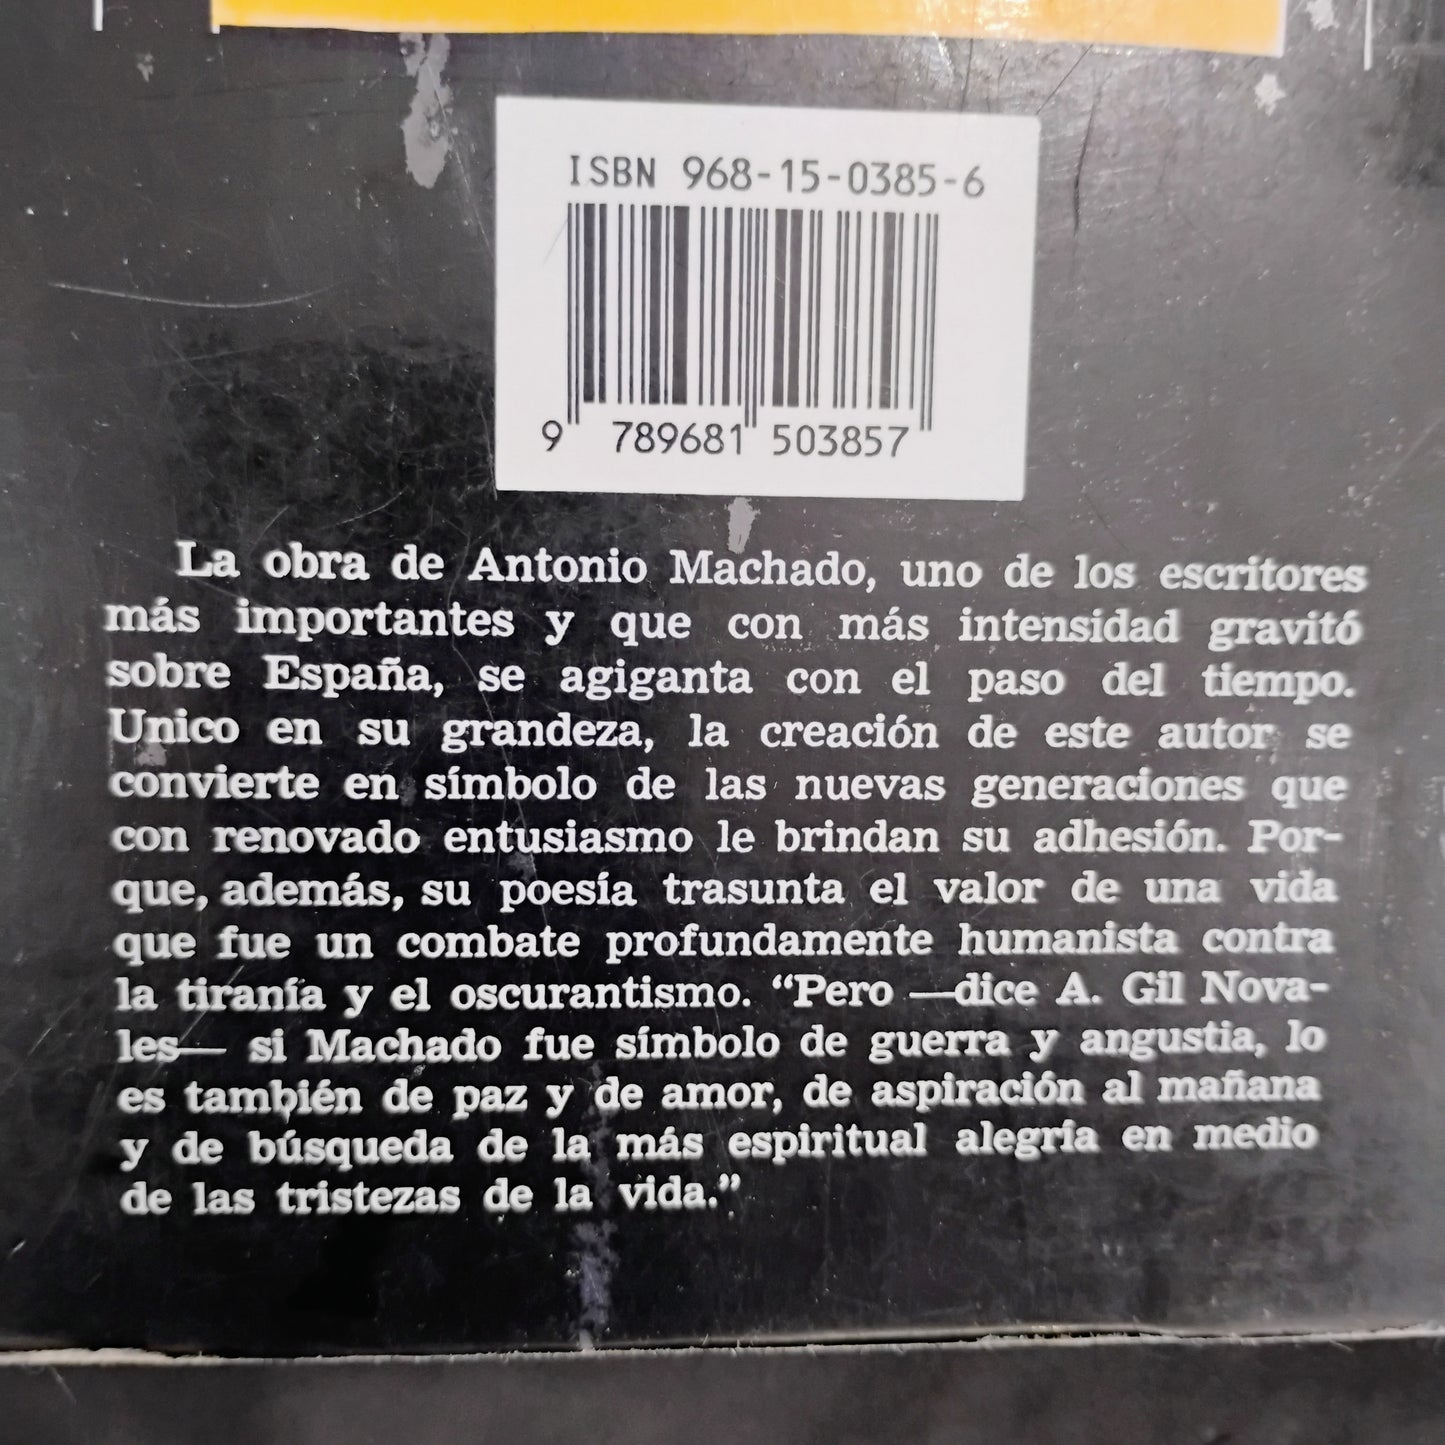 ISBN 968-15-0385-6
9 789681 503857
La obra de Antonio Machado, uno de los escritores
más importantes y que con más intensidad gravitó
sobre España, se agiganta con el paso del tiempo.
Unico en su grandeza, la creación de este autor se
convierte en símbolo de las nuevas generaciones que
con renovado entusiasmo le brindan su adhesión. Por-
que, además, su poesía trasunta el valor de una vida
que fue un combate profundamente humanista contra
la tiranía y el oscurantismo. “Pero —dice A. Gil Nova-
les— si Machado fue símbolo de guerra y angustia, lo
es también de paz y de amor, de aspiración al mañana
y de búsqueda de la más espiritual alegría en medio
de las tristezas de la vida.”